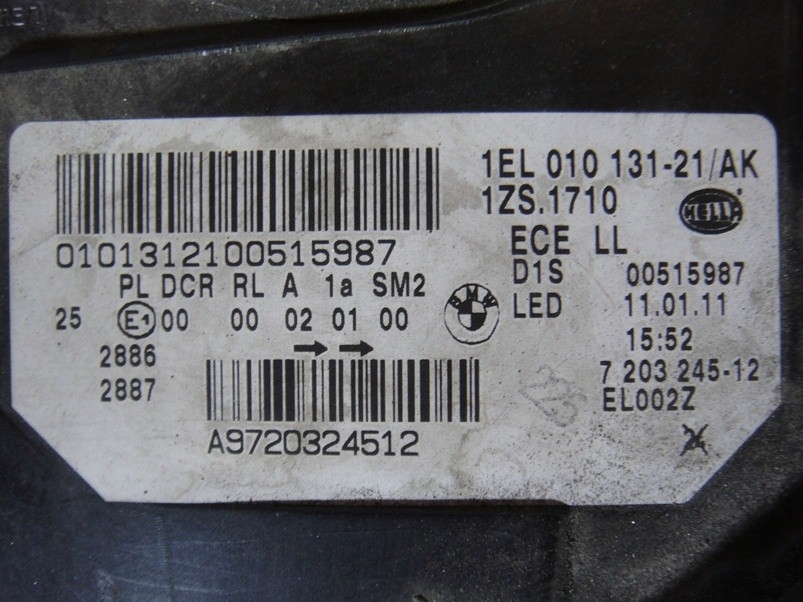 1EL 010 131-21/AK
1ZS.1710
HELLA
0101312100515987
ECE LL
PL DCR RL A 1a SM2
D1S 00515987
BMW
LED 11.01.11
25 E1 00 00 02 01 00
15:52
2886
2887
7 203 245-12
225
EL002Z
A9720324512